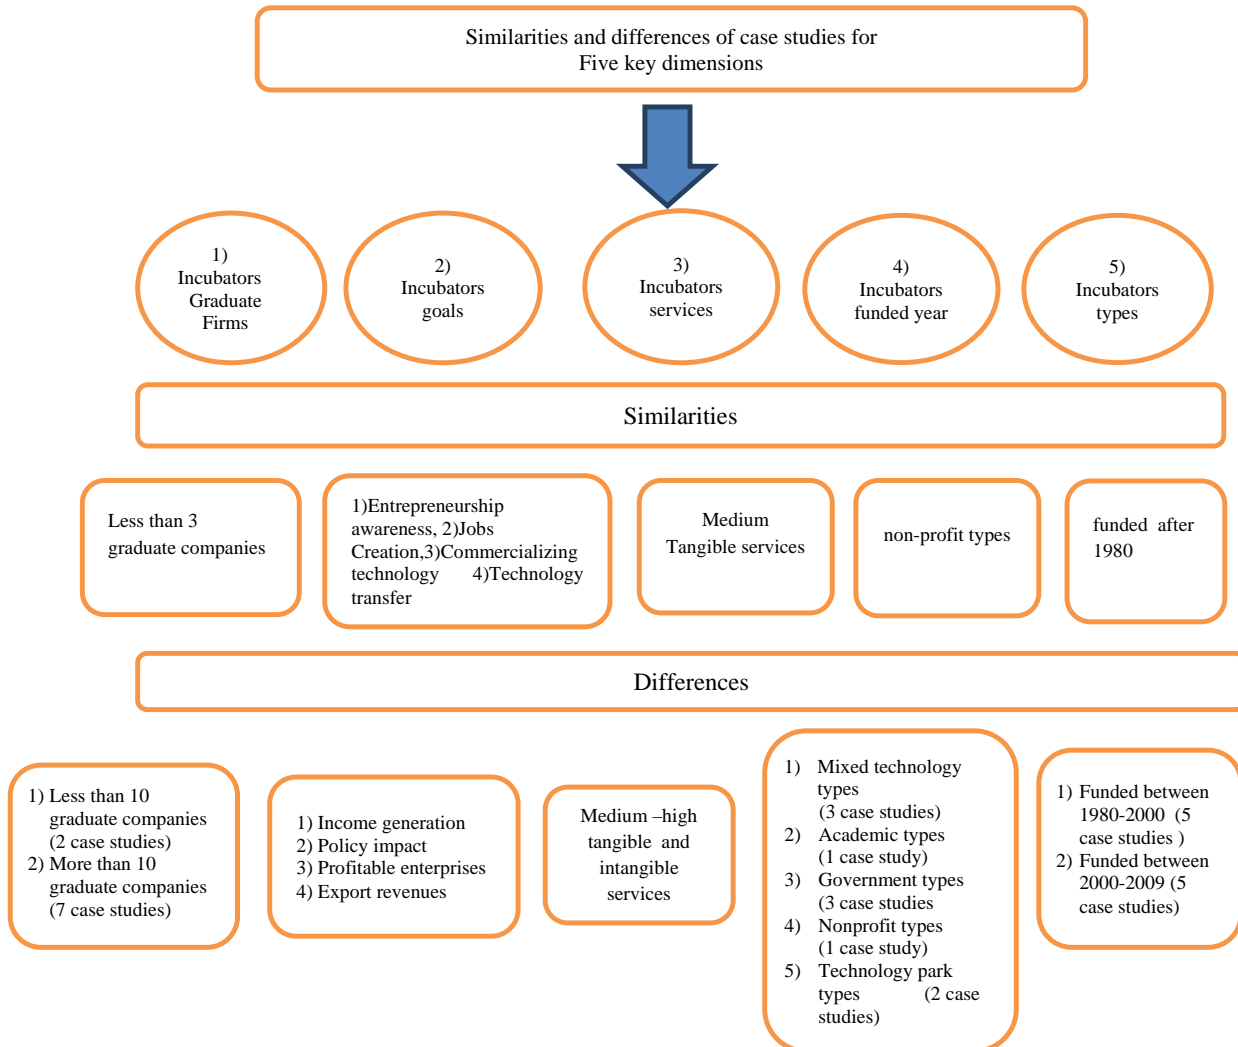 Similarities and differences of case studies for
Five key dimensions
1)
Incubators
Graduate
Firms
2)
Incubators
goals
3)
Incubators
services
4)
Incubators
funded year
5)
Incubators
types
Similarities
Less than 3
graduate companies
1)Entrepreneurship
awareness, 2)Jobs
Creation,3)Commercializing
technology 4)Technology
transfer
Medium
Tangible services
non-profit types
funded after
1980
Differences
1) Less than 10
graduate companies
(2 case studies)
2) More than 10
graduate companies
(7 case studies)
1) Income generation
2) Policy impact
3) Profitable enterprises
4) Export revenues
Medium –high
tangible and
intangible
services
1) Mixed technology
types
(3 case studies)
2) Academic types
(1 case study)
3) Government types
(3 case studies
4) Nonprofit types
(1 case study)
5) Technology park
types (2 case
studies)
1) Funded between
1980-2000 (5
case studies )
2) Funded between
2000-2009 (5
case studies)